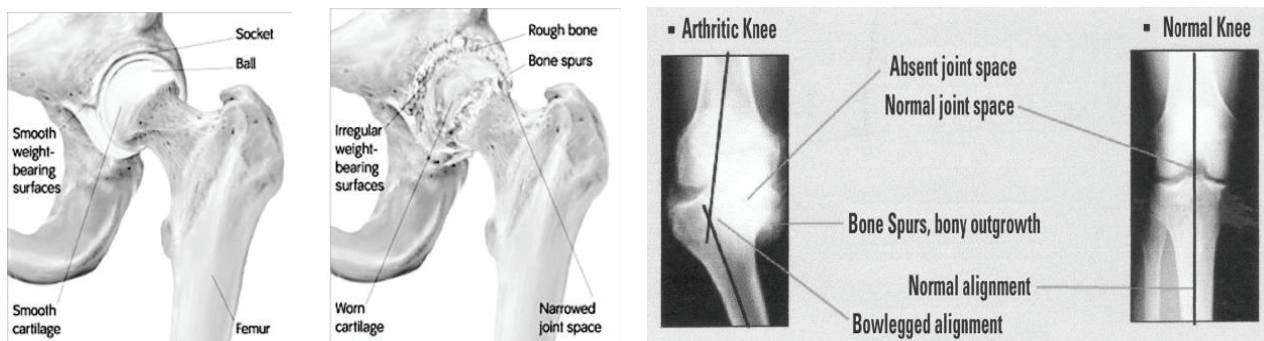 Socket
Ball
Smooth
weight-
bearing
surfaces
Smooth
cartilage
Femur
Rough bone
Bone spurs
Irregular
weight-
bearing
surfaces
Worn
cartilage
Narrowed
joint space
▪ Arthritic Knee
▪ Normal Knee
Absent joint space
Normal joint space
Bone Spurs, bony outgrowth
Normal alignment
Bowlegged alignment